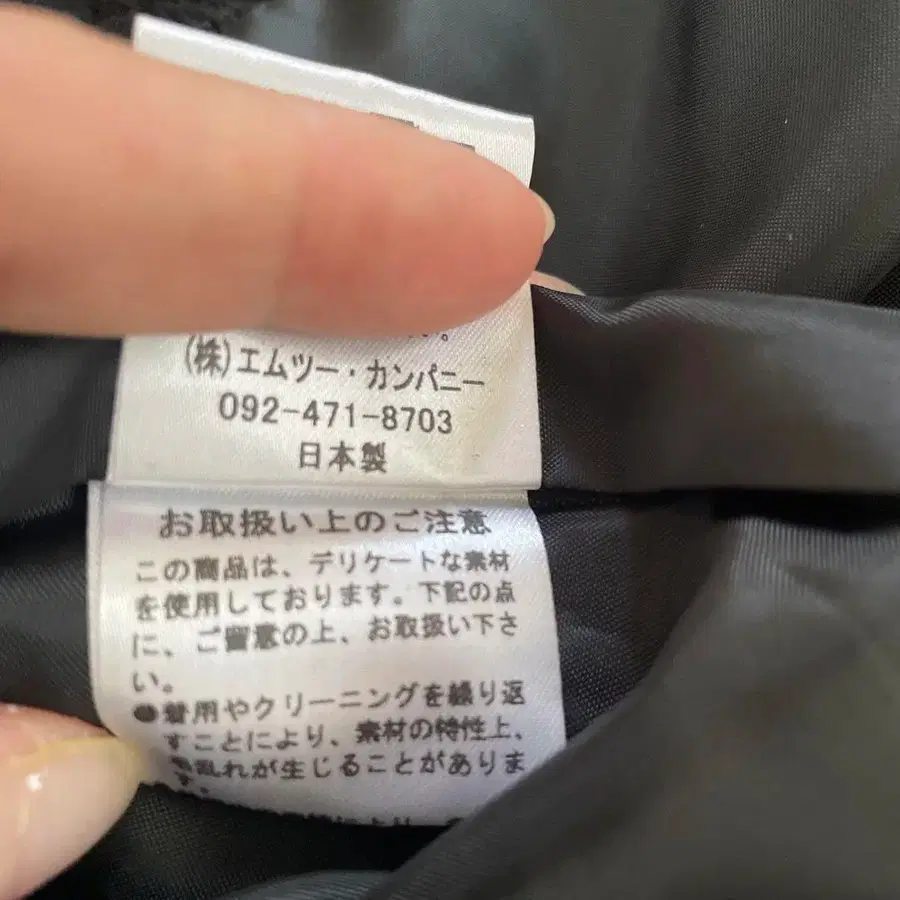 (株)エムツー・カンパニー
092-471-8703
日本製
お取扱い上のご注意
この商品は、デリケートな素材
を使用しております。下記の点
に、ご留意の上、お取扱い下さ
い。
●着用やクリーニングを繰り返
すことにより、素材の特性上、
乱れが生じることがありま
す。